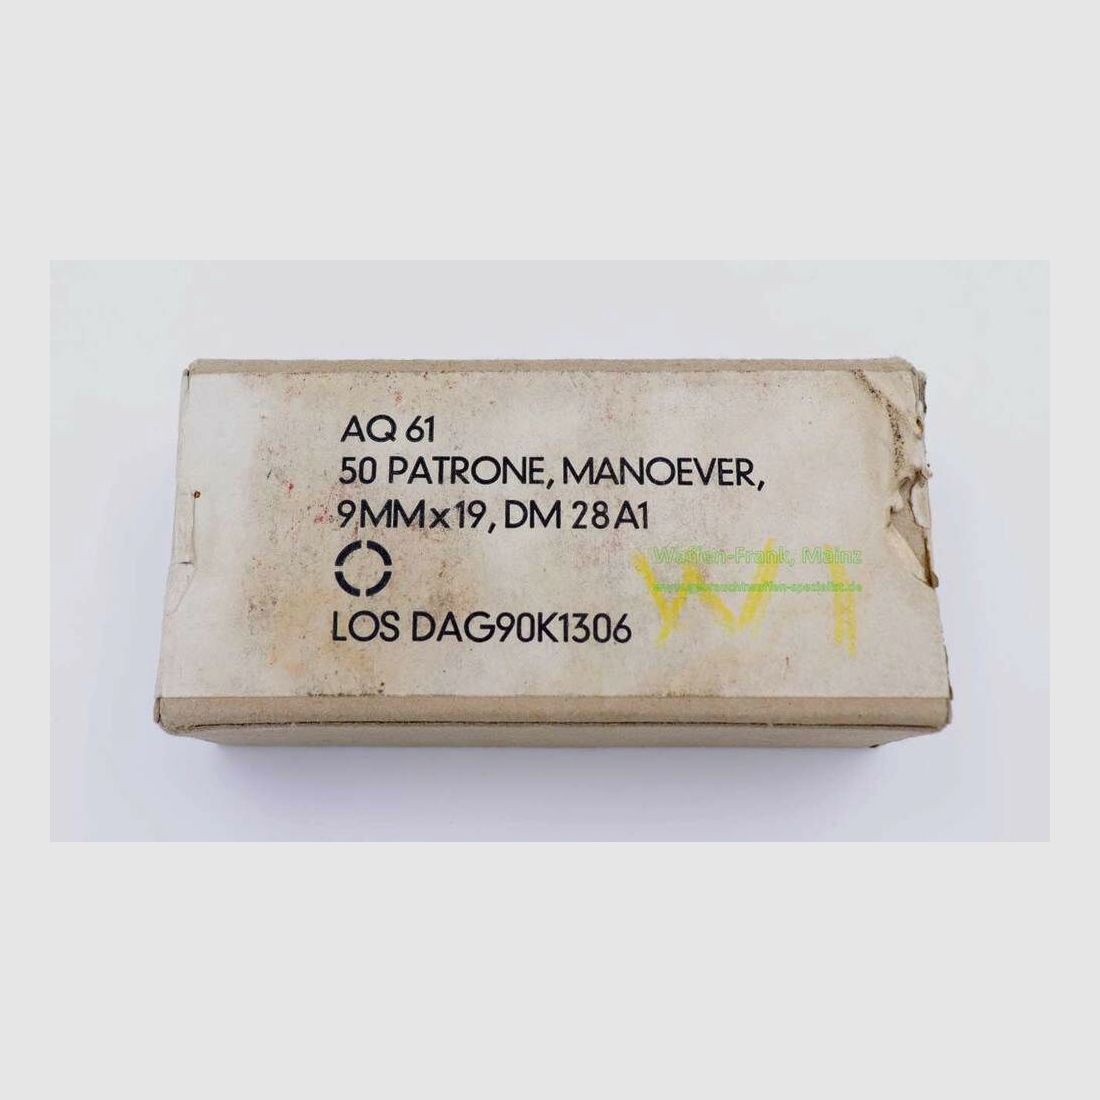 AQ 61
50 PATRONE, MANOEVER,
9MMx19, DM 28A1
Waffen-Frank, Mainz
LOS DAG90K1306